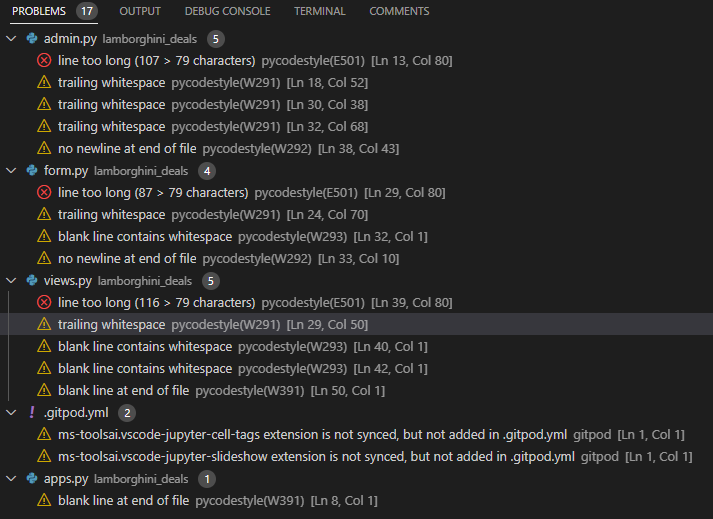 PROBLEMS 17 OUTPUT DEBUG CONSOLE TERMINAL COMMENTS
admin.py lamborghini_deals 5
line too long (107 > 79 characters) pycodestyle(E501) [Ln 13, Col 80]
trailing whitespace pycodestyle(W291) [Ln 18, Col 52]
trailing whitespace pycodestyle(W291) [Ln 30, Col 38]
trailing whitespace pycodestyle(W291) [Ln 32, Col 68]
no newline at end of file pycodestyle(W292) [Ln 38, Col 43]
form.py lamborghini_deals 4
line too long (87 > 79 characters) pycodestyle(E501) [Ln 29, Col 80]
trailing whitespace pycodestyle(W291) [Ln 24, Col 70]
blank line contains whitespace pycodestyle(W293) [Ln 32, Col 1]
no newline at end of file pycodestyle(W292) [Ln 33, Col 10]
views.py lamborghini_deals 5
line too long (116 > 79 characters) pycodestyle(E501) [Ln 39, Col 80]
trailing whitespace pycodestyle(W291) [Ln 29, Col 50]
blank line contains whitespace pycodestyle(W293) [Ln 40, Col 1]
blank line contains whitespace pycodestyle(W293) [Ln 42, Col 1]
blank line at end of file pycodestyle(W391) [Ln 50, Col 1]
.gitpod.yml 2
ms-toolsai.vscode-jupyter-cell-tags extension is not synced, but not added in .gitpod.yml gitpod [Ln 1, Col 1]
ms-toolsai.vscode-jupyter-slideshow extension is not synced, but not added in .gitpod.yml gitpod [Ln 1, Col 1]
apps.py lamborghini_deals 1
blank line at end of file pycodestyle(W391) [Ln 8, Col 1]